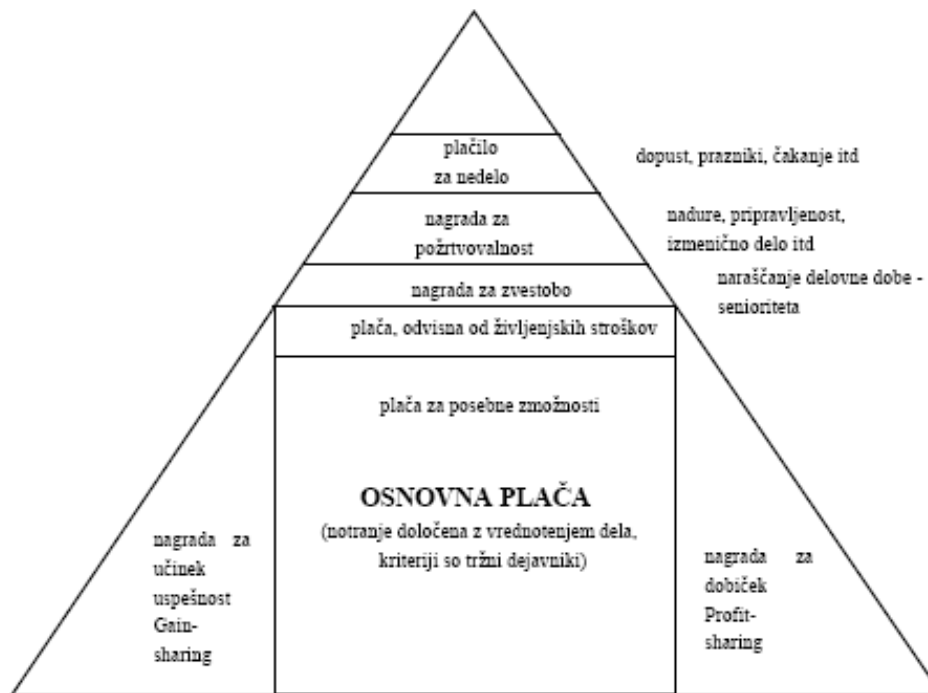 plačilo
za nedelo
dopust, prazniki, čakanje itd
nagrada za
požrtvovalnost
nadure, pripravljenost,
izmenično delo itd
nagrada za zvestobo
naraščanje delovne dobe -
senioriteta
plača, odvisna od življenjskih stroškov
plača za posebne zmožnosti
OSNOVNA PLAČA
(notranje določena z vrednotenjem dela,
kriteriji so tržni dejavniki)
nagrada za
učinek
uspešnost
Gain-
sharing
nagrada za
dobiček
Profit-
sharing